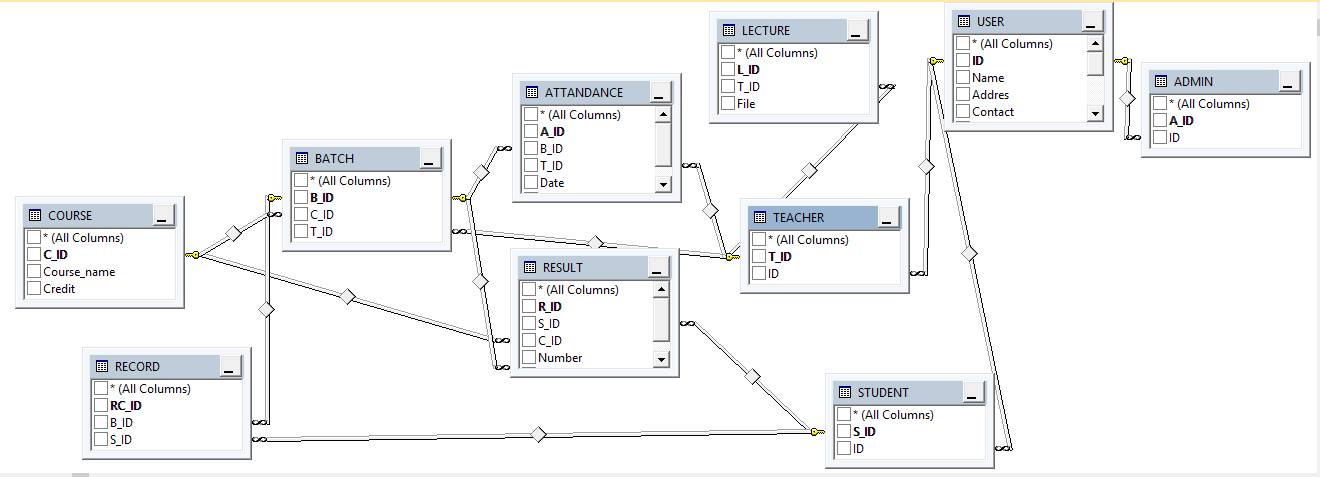 COURSE
* (All Columns)
C_ID
Course_name
Credit
RECORD
* (All Columns)
RC_ID
B_ID
S_ID
BATCH
* (All Columns)
B_ID
C_ID
T_ID
ATTANDANCE
* (All Columns)
A_ID
B_ID
T_ID
Date
RESULT
* (All Columns)
R_ID
S_ID
C_ID
Number
LECTURE
* (All Columns)
L_ID
T_ID
File
TEACHER
* (All Columns)
T_ID
ID
STUDENT
* (All Columns)
S_ID
ID
USER
* (All Columns)
ID
Name
Addres
Contact
ADMIN
* (All Columns)
A_ID
ID